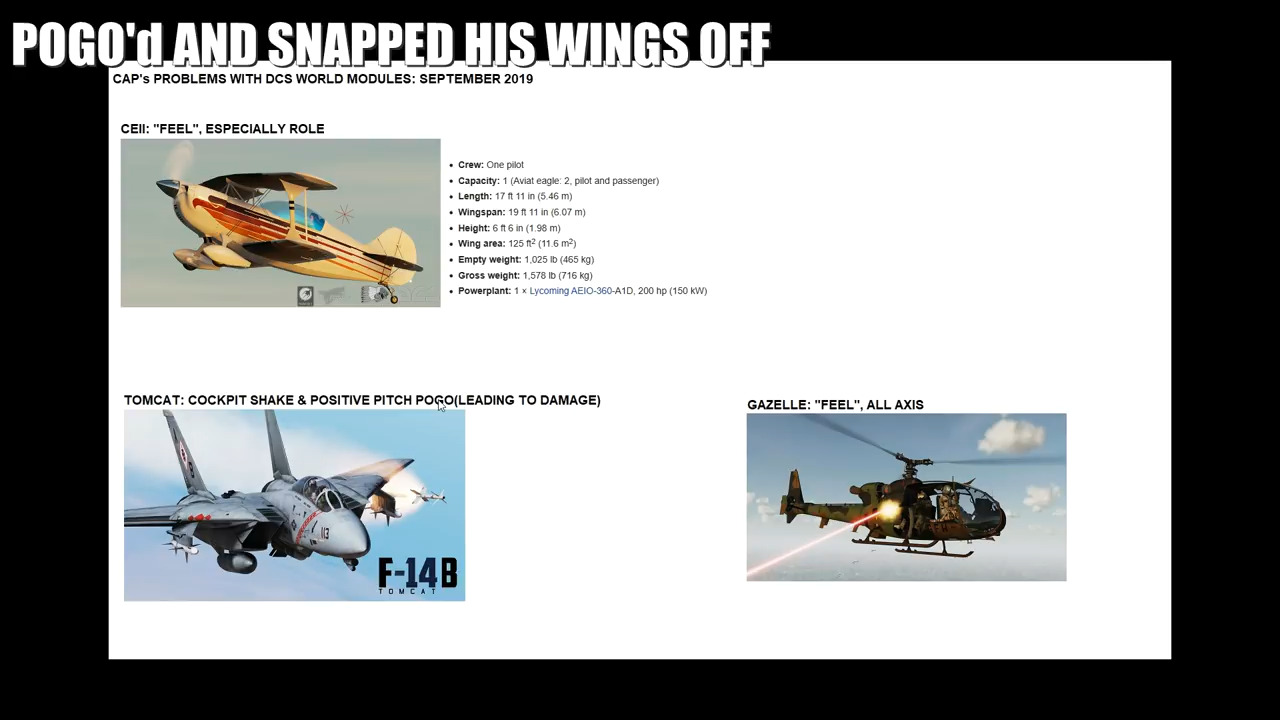 POGO'd AND SNAPPED HIS WINGS OFF
CAP's PROBLEMS WITH DCS WORLD MODULES: SEPTEMBER 2019
CEII: "FEEL", ESPECIALLY ROLE
• Crew: One pilot
• Capacity: 1 (Aviat eagle: 2, pilot and passenger)
• Length: 17 ft 11 in (5.46 m)
• Wingspan: 19 ft 11 in (6.07 m)
• Height: 6 ft 6 in (1.98 m)
• Wing area: 125 ft² (11.6 m²)
• Empty weight: 1,025 lb (465 kg)
• Gross weight: 1,578 lb (716 kg)
• Powerplant: 1 × Lycoming AEIO-360-A1D, 200 hp (150 kW)
TOMCAT: COCKPIT SHAKE & POSITIVE PITCH POGO(LEADING TO DAMAGE)
113
F-14B
TOMCAT
GAZELLE: "FEEL", ALL AXIS